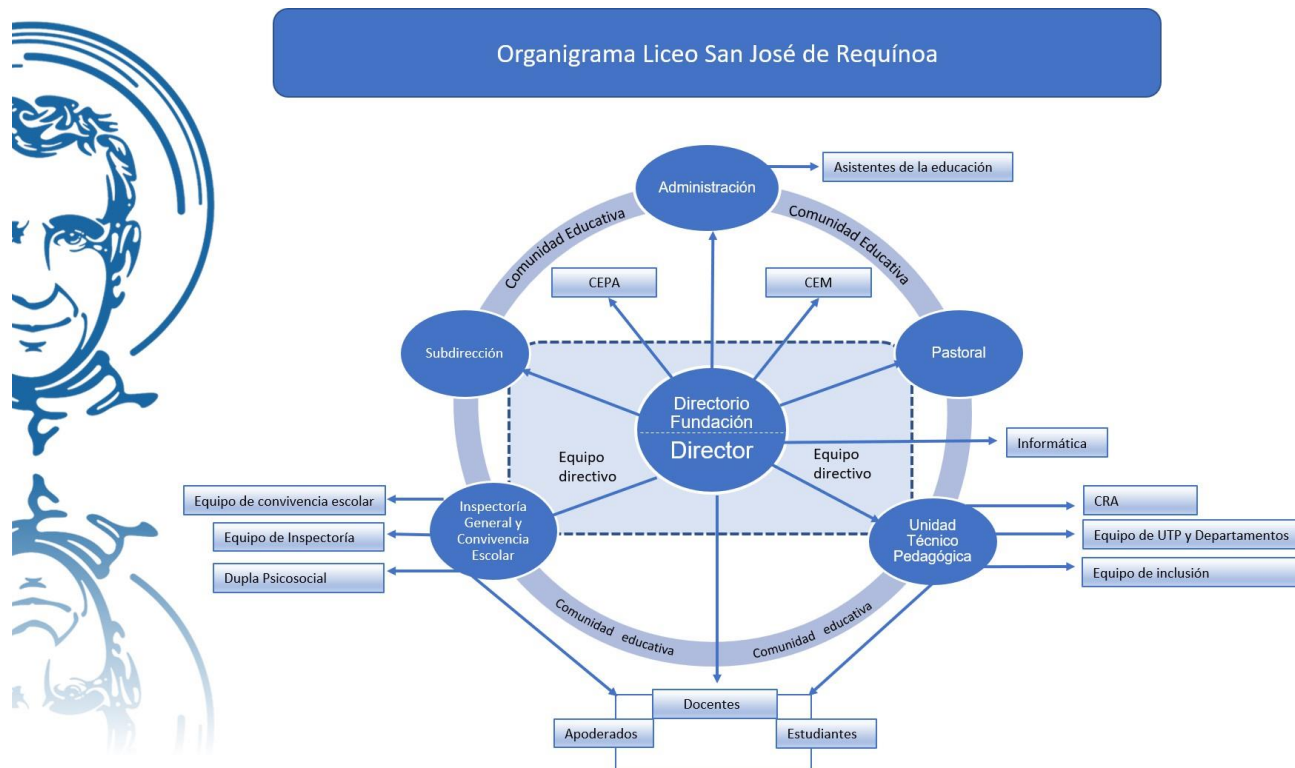 Organigrama Liceo San José de Requínoa
Administración
Asistentes de la educación
Comunidad Educativa
Comunidad Educativa
CEPA
CEM
Subdirección
Pastoral
Directorio
Fundación
Director
Informática
Equipo
directivo
Equipo
directivo
Equipo de convivencia escolar
Equipo de Inspectoría
Dupla Psicosocial
Inspectoría
General y
Convivencia
Escolar
Unidad
Técnico
Pedagógica
CRA
Equipo de UTP y Departamentos
Equipo de inclusión
Comunidad educativa
Comunidad educativa
Docentes
Apoderados
Estudiantes